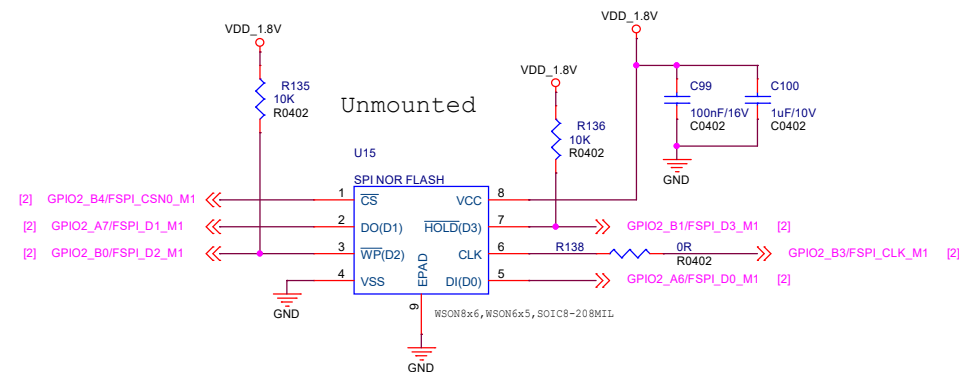 VDD_1.8V
VDD_1.8V
VDD_1.8V
R135
10K
R0402
Unmounted
R136
10K
R0402
C99
100nF/16V
C0402
C100
1uF/10V
C0402
GND
U15
SPI NOR FLASH
[2] GPIO2_B4/FSPI_CSN0_M1 1 CS VCC 8
[2] GPIO2_A7/FSPI_D1_M1 2 DO(D1) HOLD(D3) 7 GPIO2_B1/FSPI_D3_M1 [2]
[2] GPIO2_B0/FSPI_D2_M1 3 WP(D2) CLK 6 R138 0R R0402 GPIO2_B3/FSPI_CLK_M1 [2]
4 VSS EPAD DI(D0) 5 GPIO2_A6/FSPI_D0_M1 [2]
GND
9
WSON8x6,WSON6x5,SOIC8-208MIL
GND